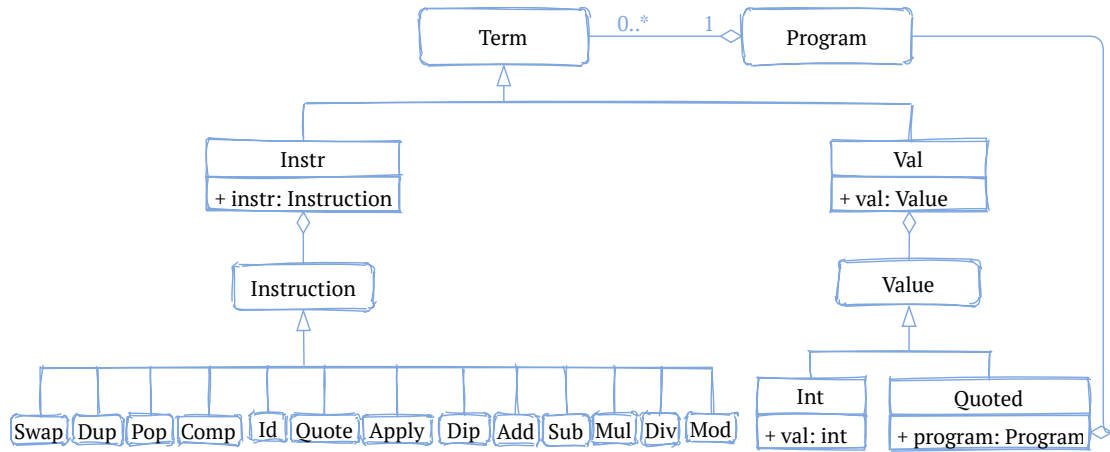 Term
0..*
1
Program
Instr
+ instr: Instruction
Val
+ val: Value
Instruction
Value
Swap
Dup
Pop
Comp
Id
Quote
Apply
Dip
Add
Sub
Mul
Div
Mod
Int
+ val: int
Quoted
+ program: Program